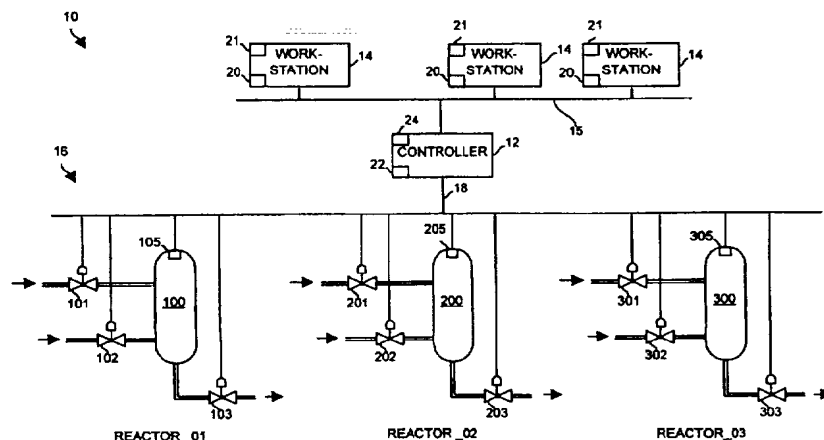 10
21 WORK- 14
20 STATION
21 WORK- 14
20 STATION
21 WORK- 14
20 STATION
15
24
CONTROLLER 12
22
16
18
105 205 305
101 100 201 200 301 300
102 202 302
103 203 303
REACTOR_01 REACTOR_02 REACTOR_03